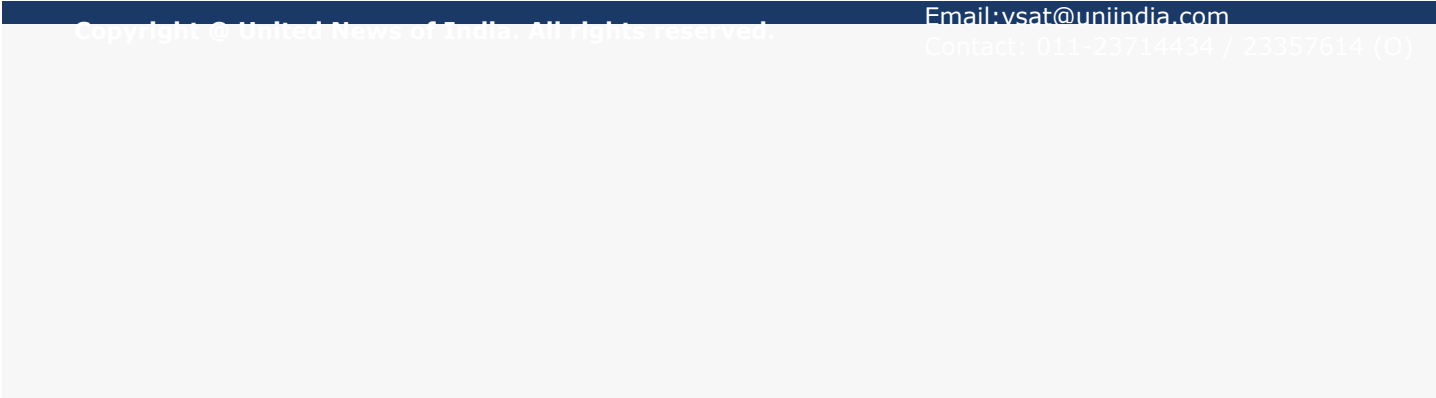 Copyright @ United News of India. All rights reserved.
Email:vsat@uniindia.com
Contact: 011-23714434 / 23357614 (O)